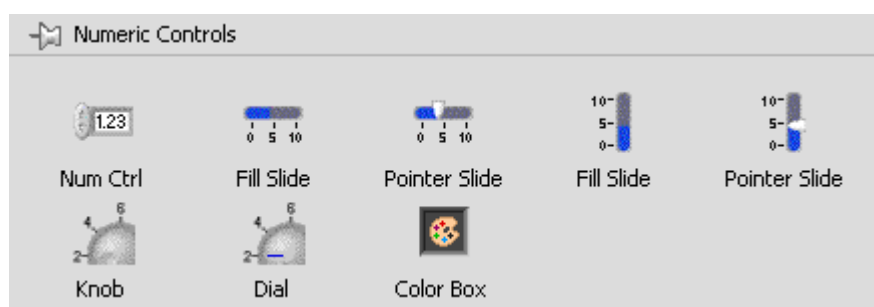 Numeric Controls
1.23
0 5 10
0 5 10
10-
5-
0-
10-
5-
0-
Num Ctrl Fill Slide Pointer Slide Fill Slide Pointer Slide
2 4 6
2 4 6
Knob Dial Color Box